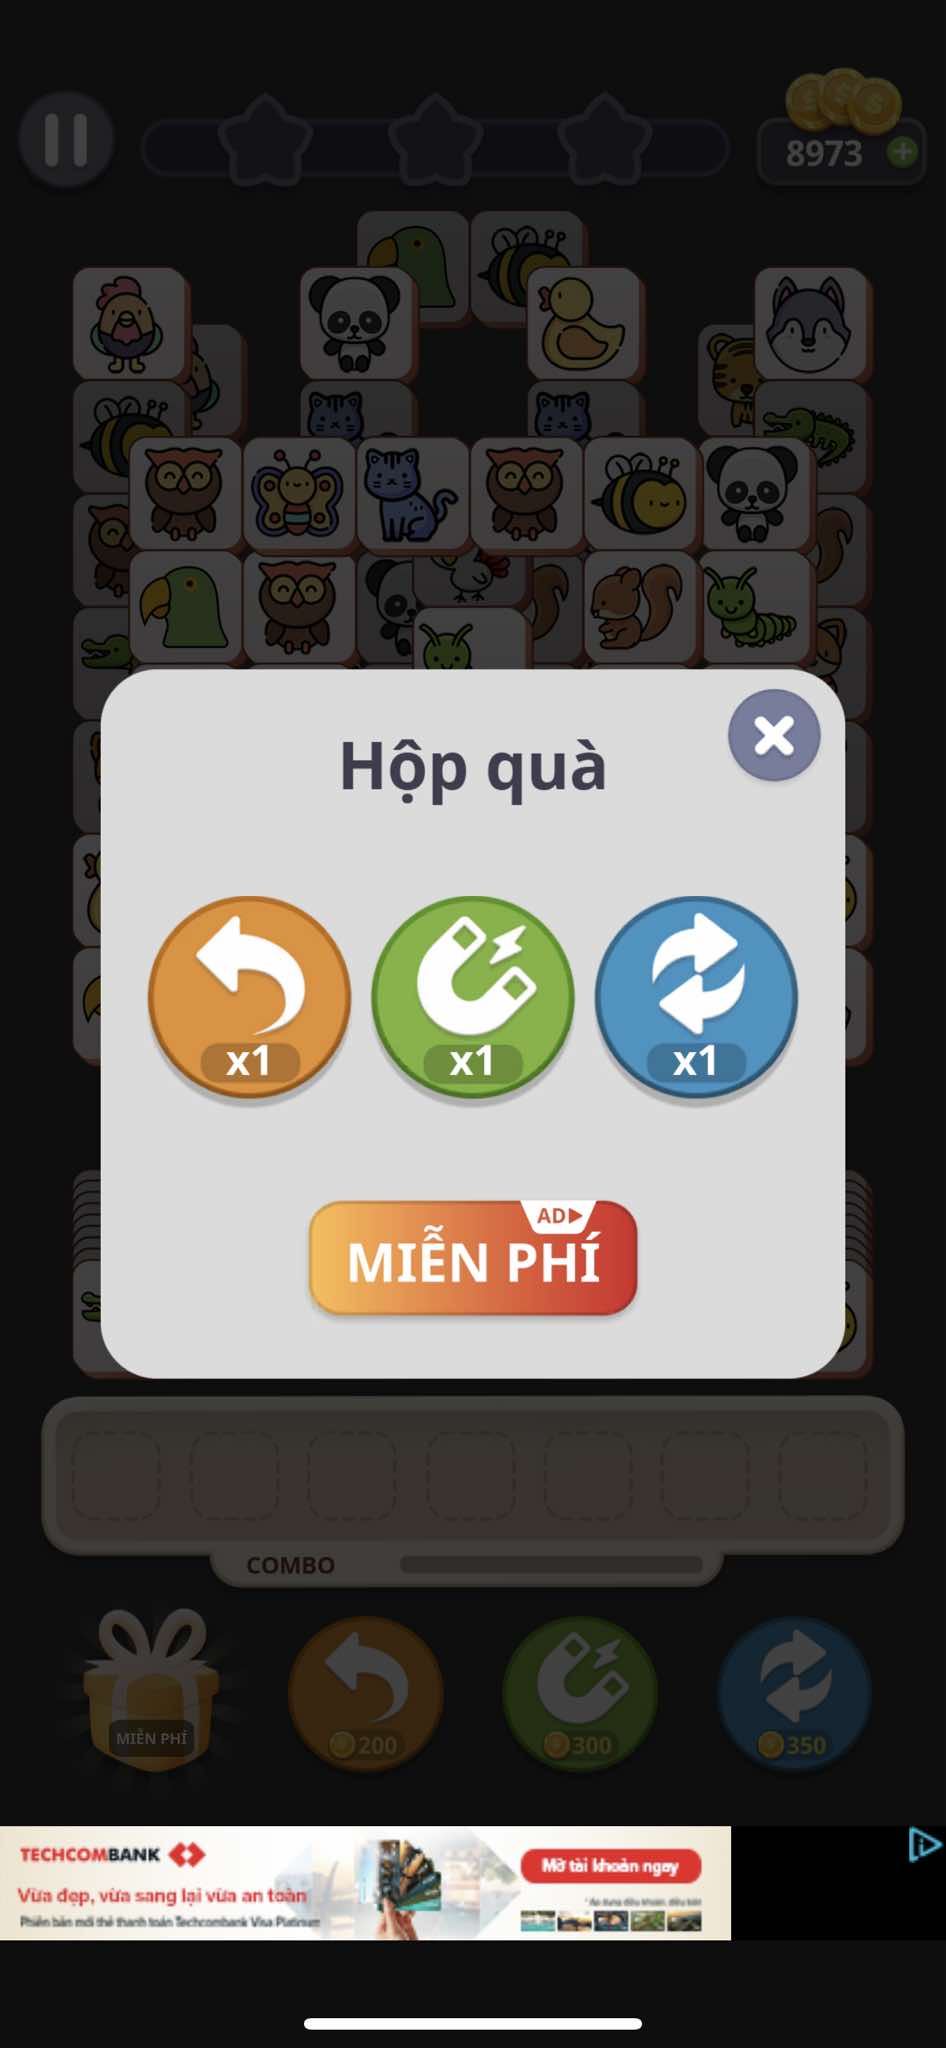 8973
Hộp quà
x1
x1
x1
AD
MIỄN PHÍ
COMBO
MIỄN PHÍ
200
300
350
TECHCOMBANK
Vừa đẹp, vừa sang lại vừa an toàn
Phiên bản mới thẻ thanh toán Techcombank Visa Platinum
Mở tài khoản ngay